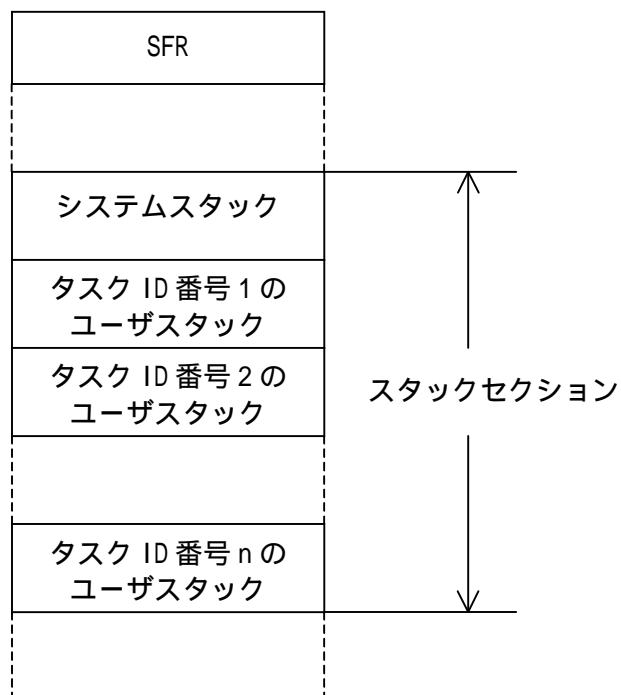 SFR
システムスタック
タスク ID 番号 1 の
ユーザスタック
タスク ID 番号 2 の
ユーザスタック
スタックセクション
タスク ID 番号 n の
ユーザスタック